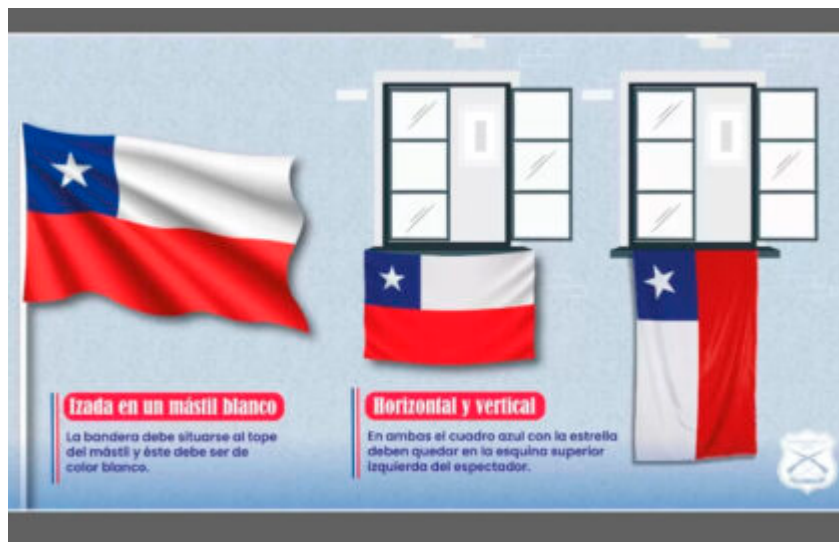 Izada en un mástil blanco
La bandera debe situarse al tope
del mástil y éste debe ser de
color blanco.
Horizontal y vertical
En ambas el cuadro azul con la estrella
deben quedar en la esquina superior
izquierda del espectador.